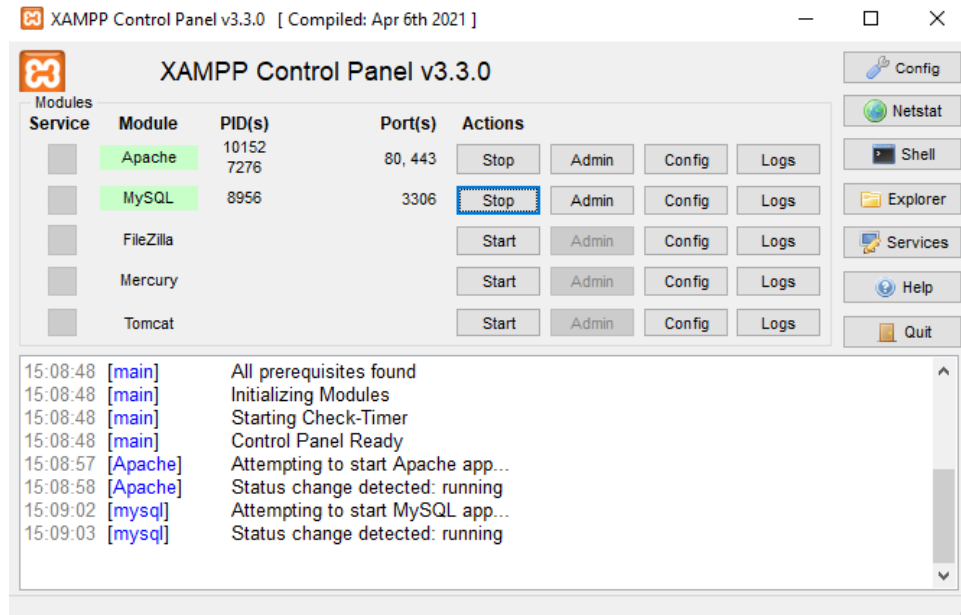 XAMPP Control Panel v3.3.0 [ Compiled: Apr 6th 2021 ]
XAMPP Control Panel v3.3.0
Config
Modules
Service Module PID(s) Port(s) Actions
Netstat
Apache 10152 7276 80, 443 Stop Admin Config Logs
Shell
MySQL 8956 3306 Stop Admin Config Logs
Explorer
FileZilla Start Admin Config Logs
Services
Mercury Start Admin Config Logs
Help
Tomcat Start Admin Config Logs
Quit
15:08:48 [main] All prerequisites found
15:08:48 [main] Initializing Modules
15:08:48 [main] Starting Check-Timer
15:08:48 [main] Control Panel Ready
15:08:57 [Apache] Attempting to start Apache app...
15:08:58 [Apache] Status change detected: running
15:09:02 [mysql] Attempting to start MySQL app...
15:09:03 [mysql] Status change detected: running